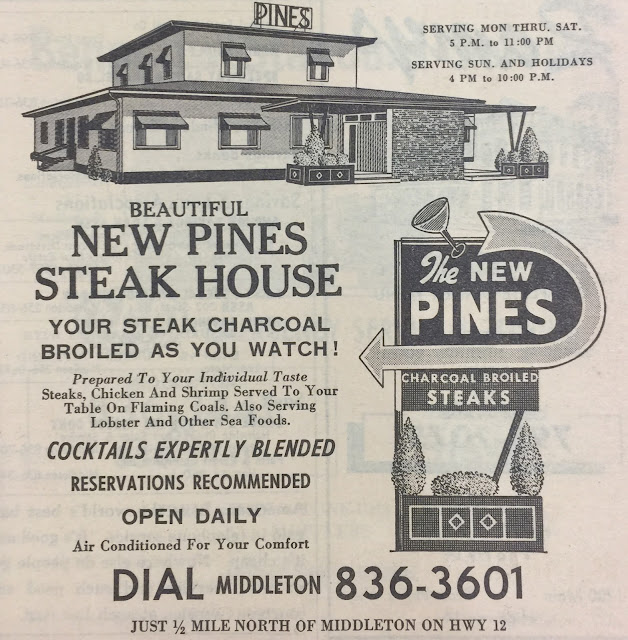 PINES
SERVING MON THRU. SAT.
5 P.M. to 11:00 PM
SERVING SUN. AND HOLIDAYS
4 PM to 10:00 P.M.
BEAUTIFUL
NEW PINES
STEAK HOUSE
YOUR STEAK CHARCOAL
BROILED AS YOU WATCH!
Prepared To Your Individual Taste
Steaks, Chicken And Shrimp Served To Your
Table On Flaming Coals. Also Serving
Lobster And Other Sea Foods.
COCKTAILS EXPERTLY BLENDED
RESERVATIONS RECOMMENDED
OPEN DAILY
Air Conditioned For Your Comfort
The NEW
PINES
CHARCOAL BROILED
STEAKS
DIAL MIDDLETON 836-3601
JUST ½ MILE NORTH OF MIDDLETON ON HWY 12